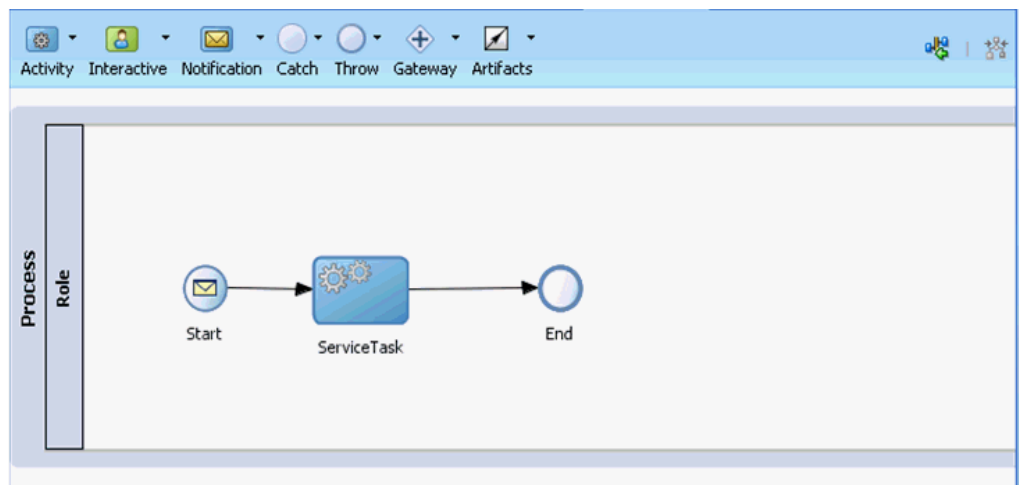 Activity Interactive Notification Catch Throw Gateway Artifacts
Process
Role
Start
ServiceTask
End